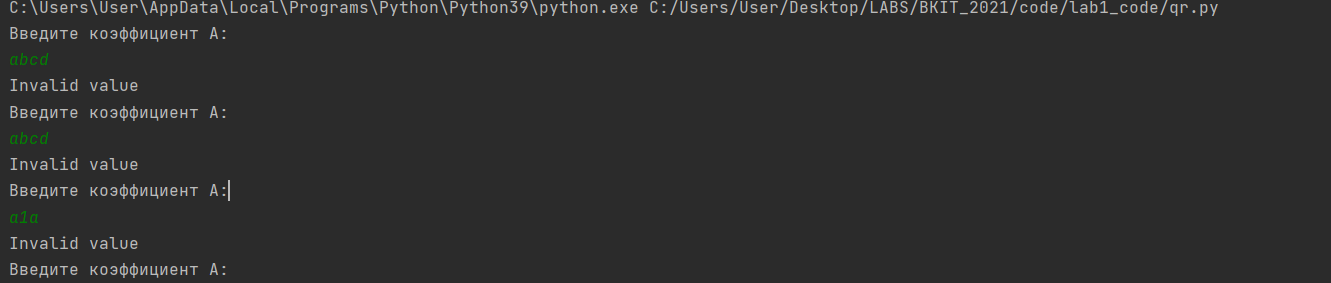 C:\Users\User\AppData\Local\Programs\Python\Python39\python.exe C:/Users/User/Desktop/LABS/BKIT_2021/code/lab1_code/qr.py
Введите коэффициент А:
abcd
Invalid value
Введите коэффициент А:
abcd
Invalid value
Введите коэффициент А:
a1a
Invalid value
Введите коэффициент А: